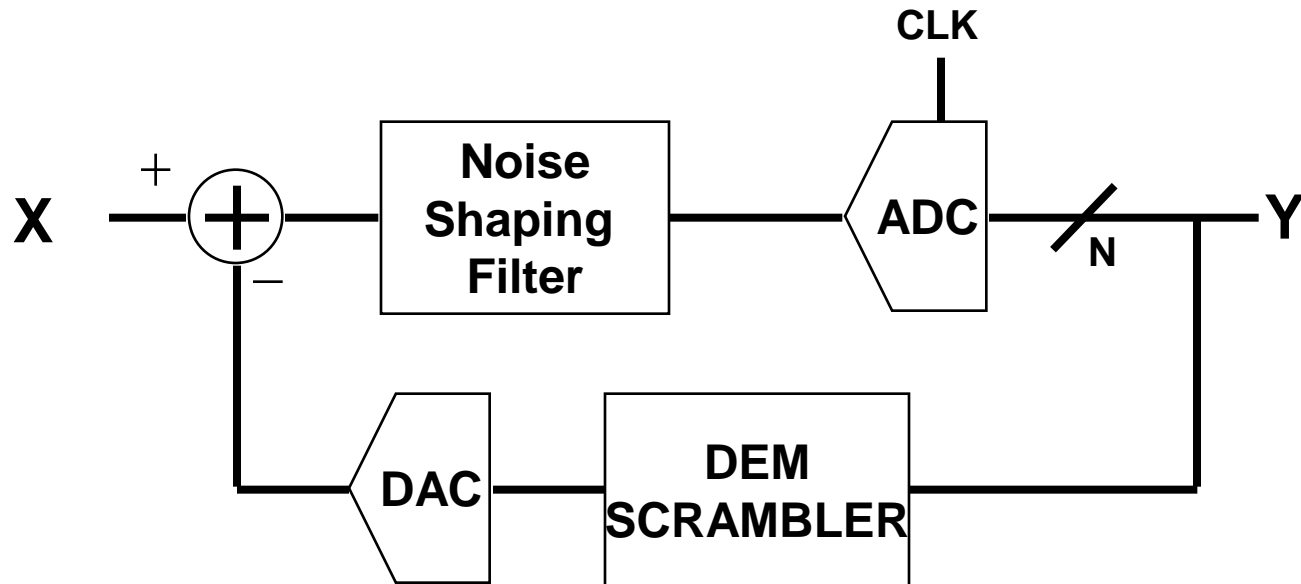 CLK
+
X
Noise
Shaping
Filter
ADC
N
Y
−
DAC
DEM
SCRAMBLER